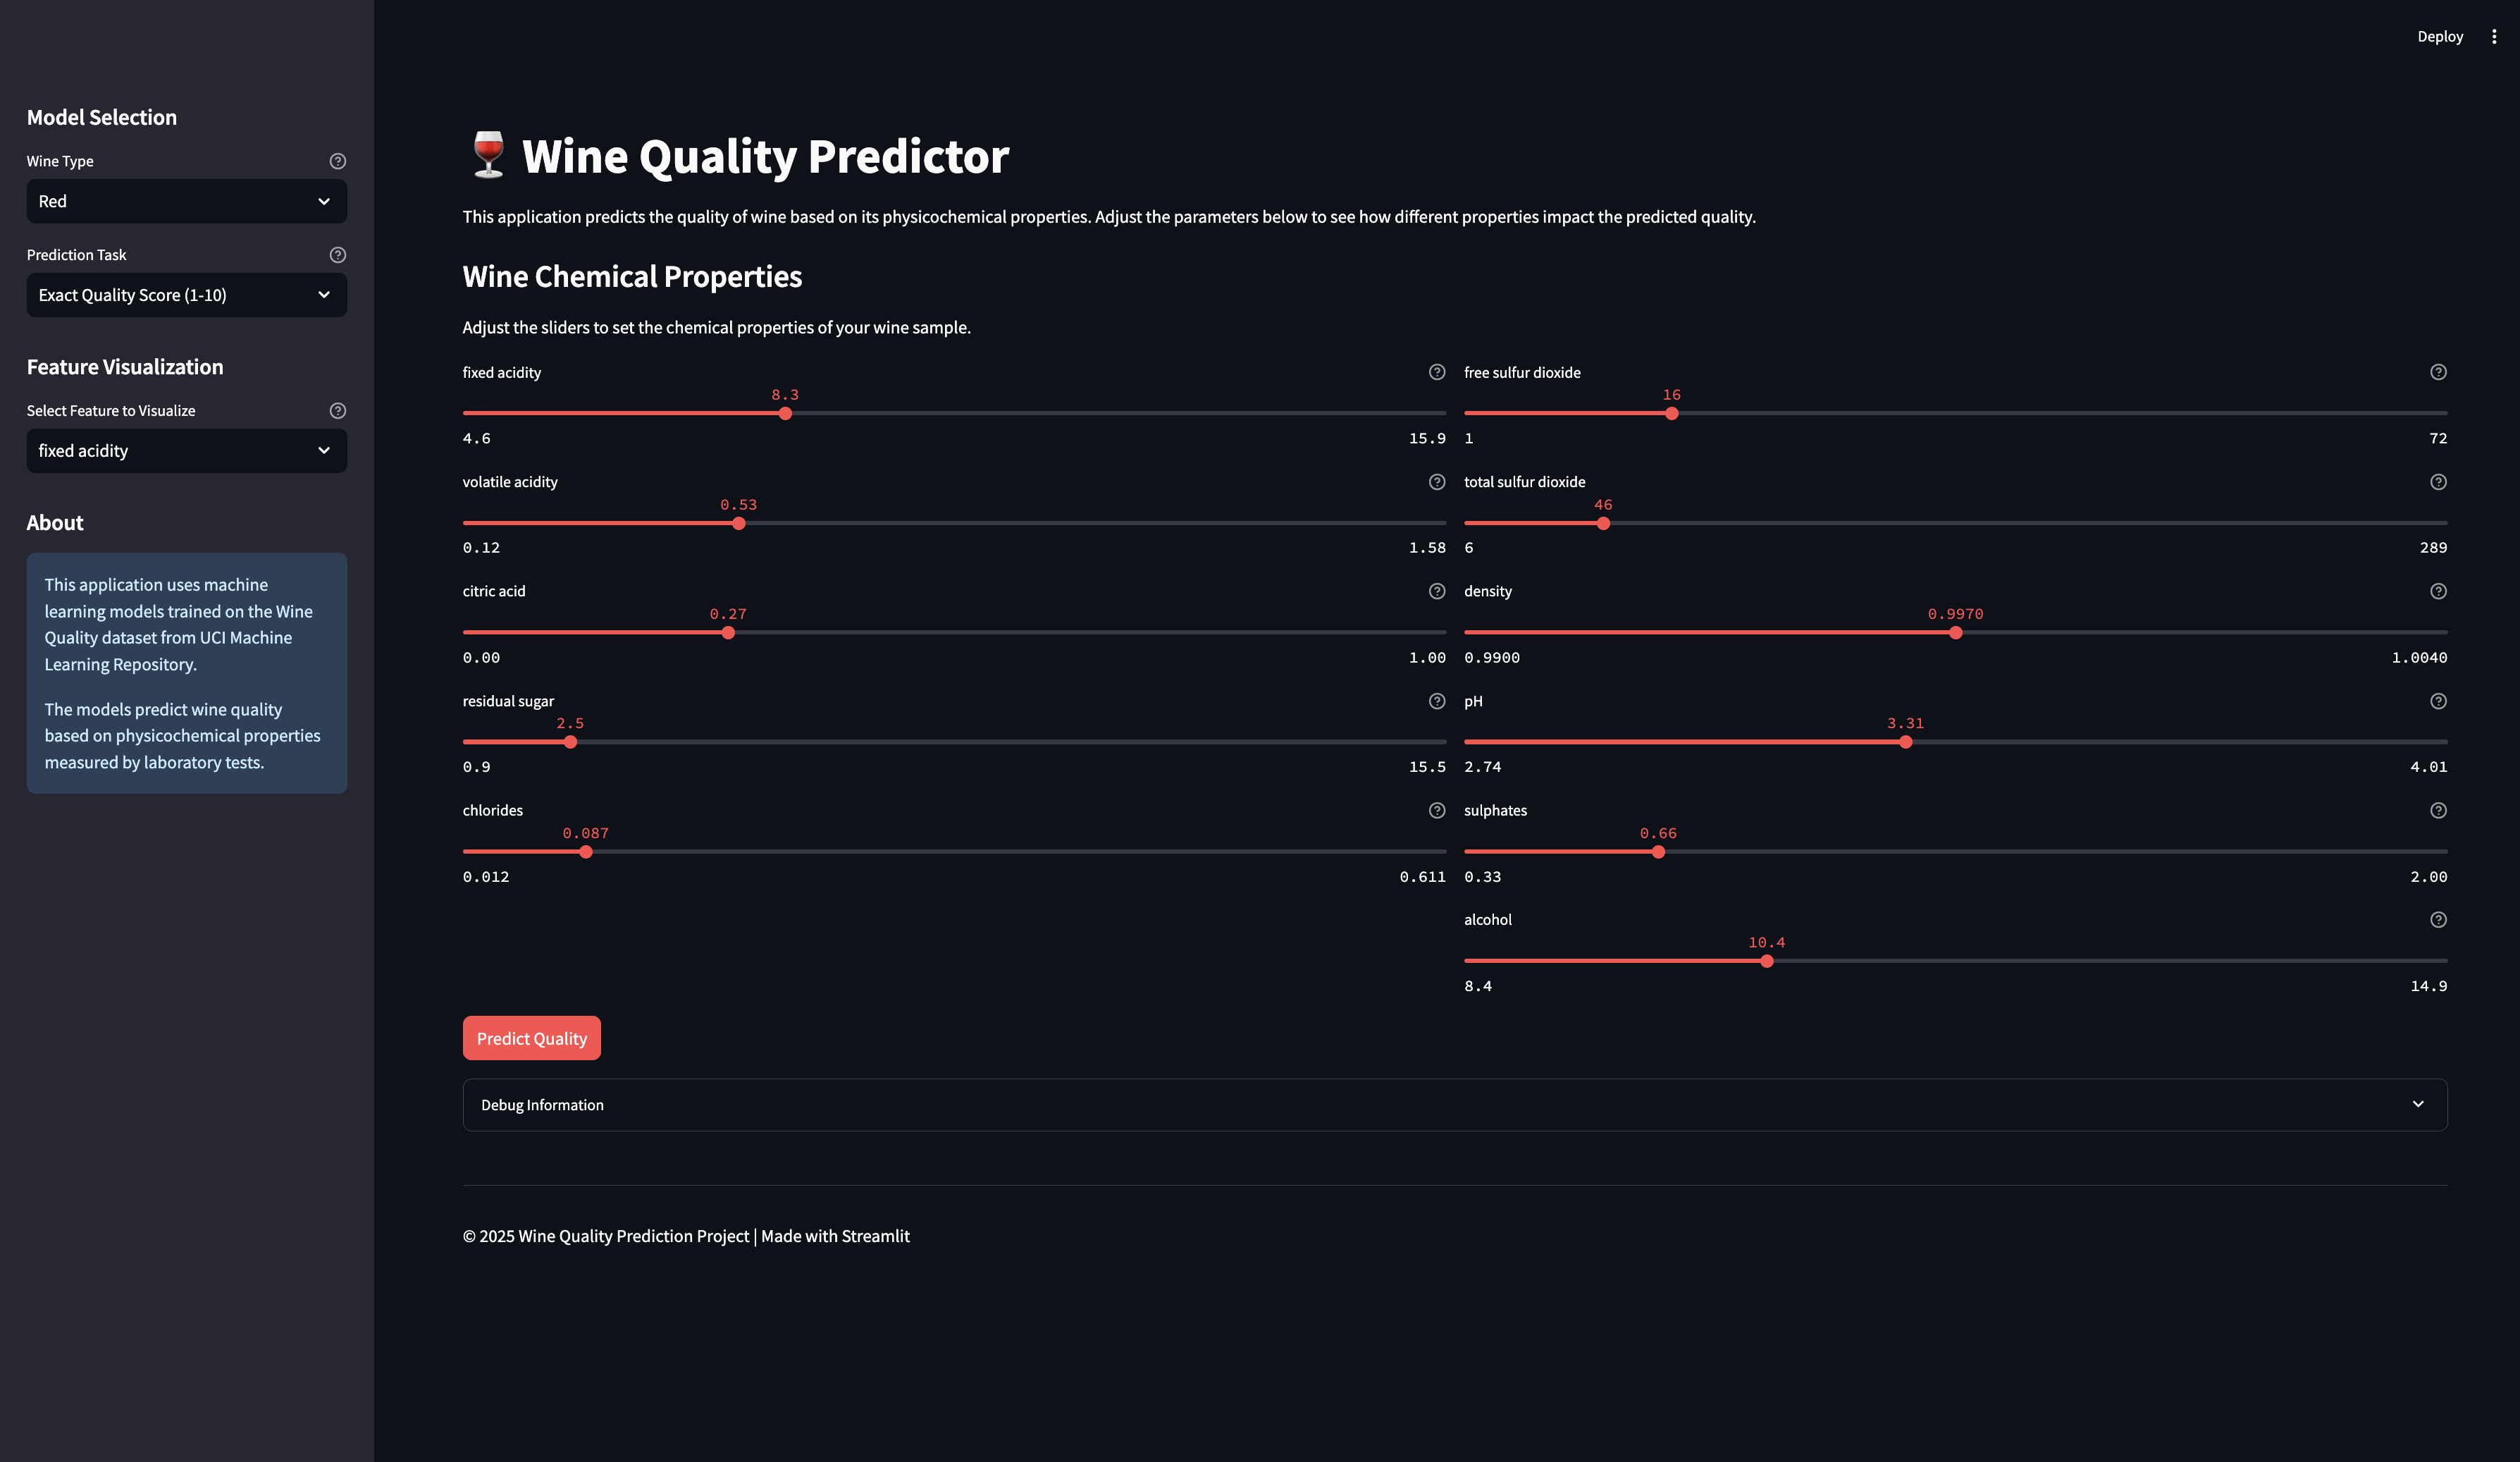 Deploy
Model Selection
Wine Type
Red
Prediction Task
Exact Quality Score (1-10)
Feature Visualization
Select Feature to Visualize
fixed acidity
About
This application uses machine
learning models trained on the Wine
Quality dataset from UCI Machine
Learning Repository.
The models predict wine quality
based on physicochemical properties
measured by laboratory tests.
Wine Quality Predictor
This application predicts the quality of wine based on its physicochemical properties. Adjust the parameters below to see how different properties impact the predicted quality.
Wine Chemical Properties
Adjust the sliders to set the chemical properties of your wine sample.
fixed acidity
8.3
4.6 15.9
volatile acidity
0.53
0.12 1.58
citric acid
0.27
0.00 1.00
residual sugar
2.5
0.9 15.5
chlorides
0.087
0.012 0.611
free sulfur dioxide
16
1 72
total sulfur dioxide
46
6 289
density
0.9970
0.9900 1.0040
pH
3.31
2.74 4.01
sulphates
0.66
0.33 2.00
alcohol
10.4
8.4 14.9
Predict Quality
Debug Information
© 2025 Wine Quality Prediction Project | Made with Streamlit